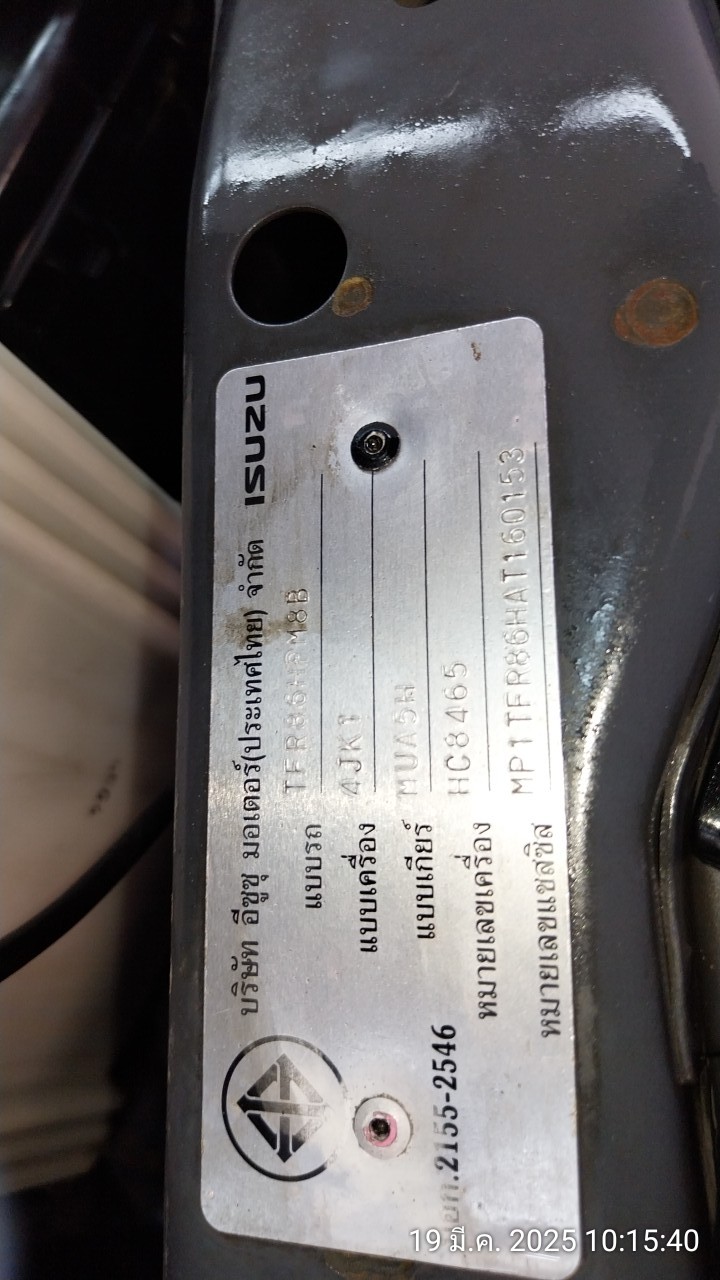 บริษัท อีซูซุ มอเตอร์(ประเทศไทย) จำกัด ISUZU
แบบรถ TFR86HPM8B
แบบเครื่อง 4JK1
แบบเกียร์ MUA5H
หมายเลขเครื่อง HC8465
หมายเลขแชสซิส MP1TFR86HAT160153
มอก.2155-2546
19 มี.ค. 2025 10:15:40